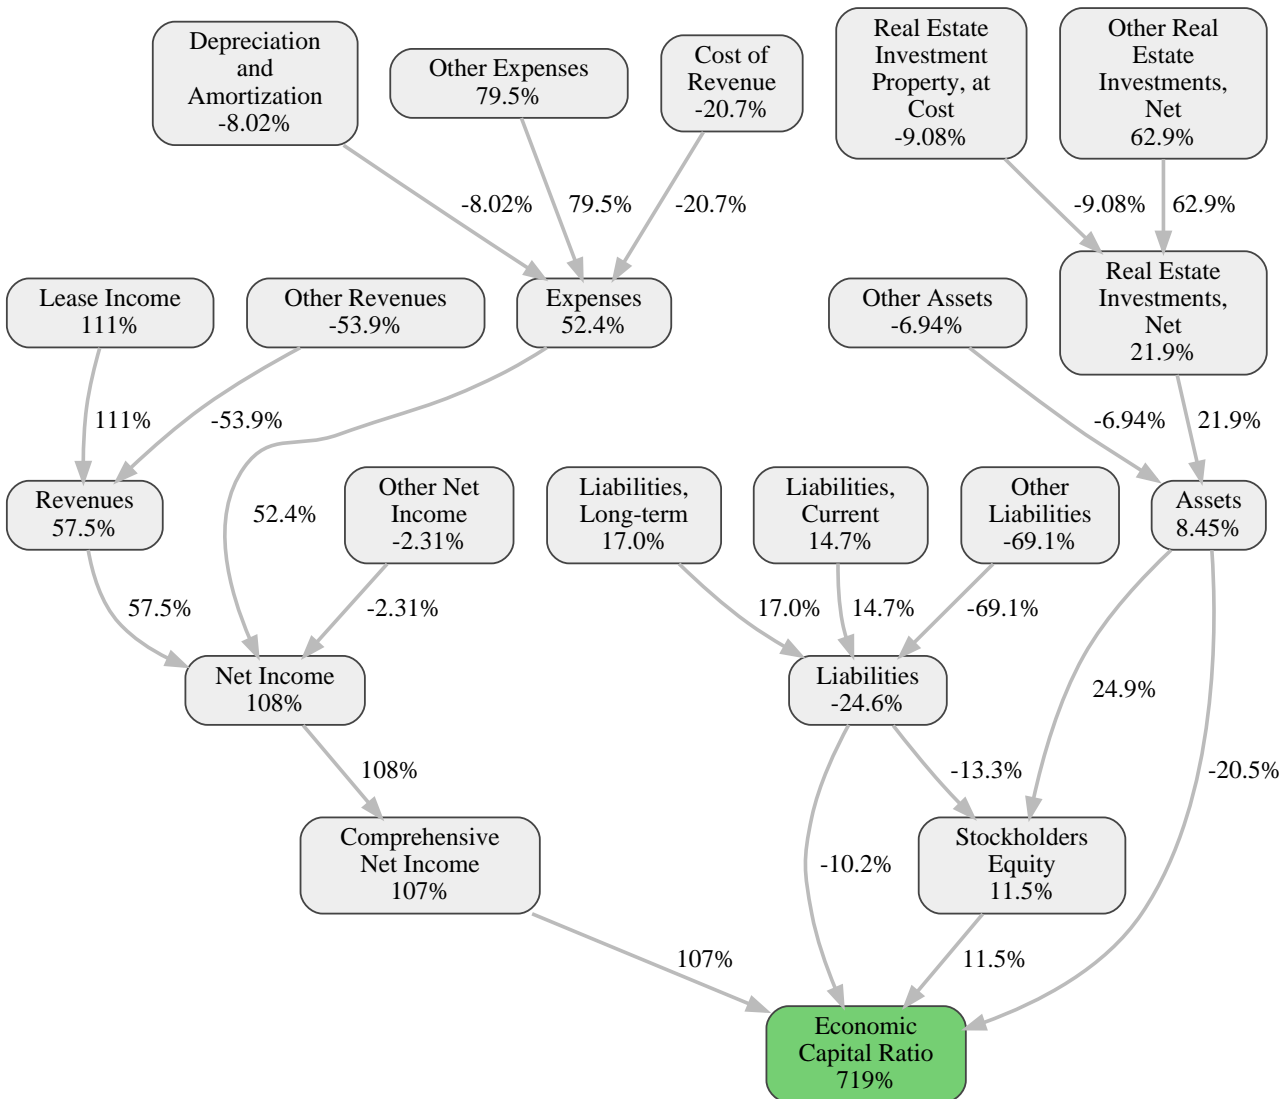 Depreciation
and
Amortization
-8.02%
Other Expenses
79.5%
Cost of
Revenue
-20.7%
Real Estate
Investment
Property, at
Cost
-9.08%
Other Real
Estate
Investments,
Net
62.9%
-8.02%
79.5%
-20.7%
-9.08%
62.9%
Lease Income
111%
Other Revenues
-53.9%
Expenses
52.4%
Other Assets
-6.94%
Real Estate
Investments,
Net
21.9%
111%
-53.9%
-6.94%
21.9%
Revenues
57.5%
52.4%
Other Net
Income
-2.31%
Liabilities,
Long-term
17.0%
Liabilities,
Current
14.7%
Other
Liabilities
-69.1%
Assets
8.45%
57.5%
-2.31%
17.0%
14.7%
-69.1%
Net Income
108%
Liabilities
-24.6%
24.9%
108%
-13.3%
-20.5%
Comprehensive
Net Income
107%
-10.2%
Stockholders
Equity
11.5%
107%
11.5%
Economic
Capital Ratio
719%